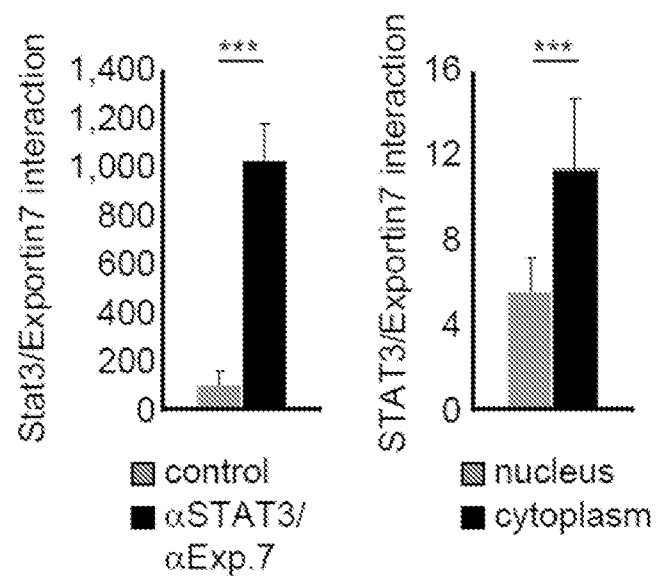 Stat3/Exportin7 interaction
***
1,400
1,200
1,000
800
600
400
200
0
control
αSTAT3/
αExp.7
STAT3/Exportin7 interaction
***
16
12
8
4
0
nucleus
cytoplasm